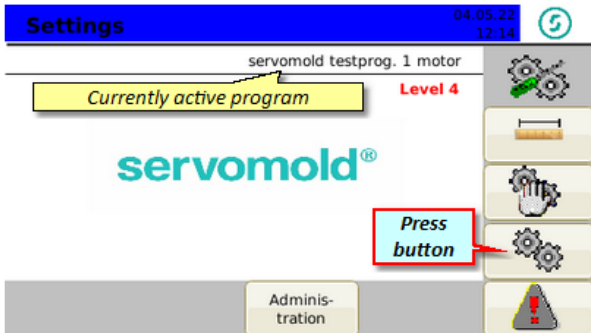 Settings
04.05.22
12:14
servomold testprog. 1 motor
Currently active program
Level 4
servomold®
Press
button
Adminis-
tration